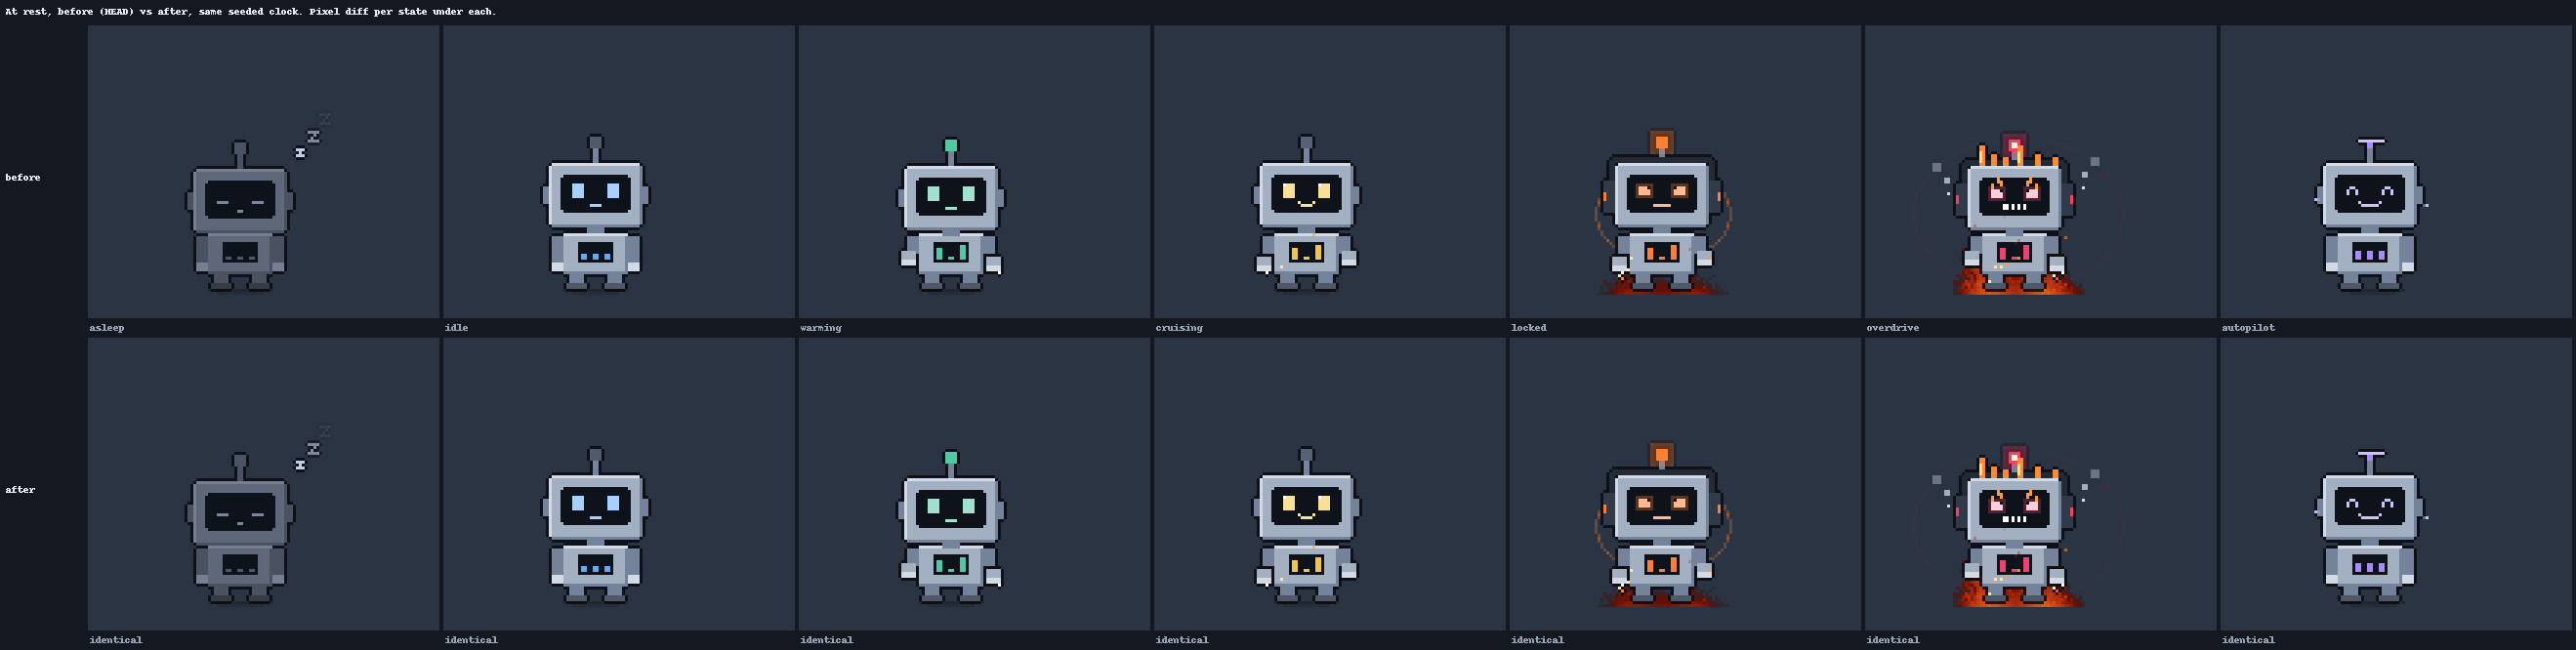 At rest, before (HEAD) vs after, same seeded clock. Pixel diff per state under each.
before
asleep idle warming cruising locked overdrive autopilot
after
identical identical identical identical identical identical identical